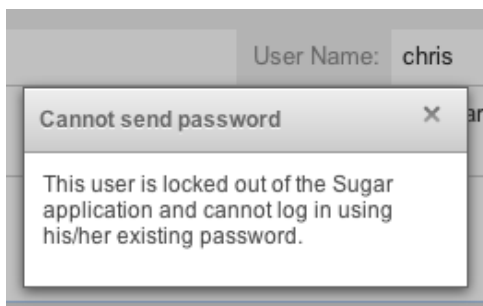 User Name: chris
Cannot send password ×
ar
This user is locked out of the Sugar
application and cannot log in using
his/her existing password.